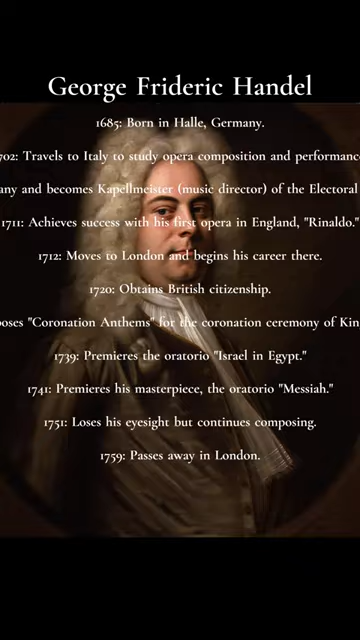 George Frideric Handel
1685: Born in Halle, Germany.
702: Travels to Italy to study opera composition and performance
any and becomes Kapellmeister (music director) of the Electoral
1711: Achieves success with his first opera in England, "Rinaldo."
1712: Moves to London and begins his career there.
1720: Obtains British citizenship.
poses "Coronation Anthems" for the coronation ceremony of Kin
1739: Premieres the oratorio "Israel in Egypt."
1741: Premieres his masterpiece, the oratorio "Messiah."
1751: Loses his eyesight but continues composing.
1759: Passes away in London.